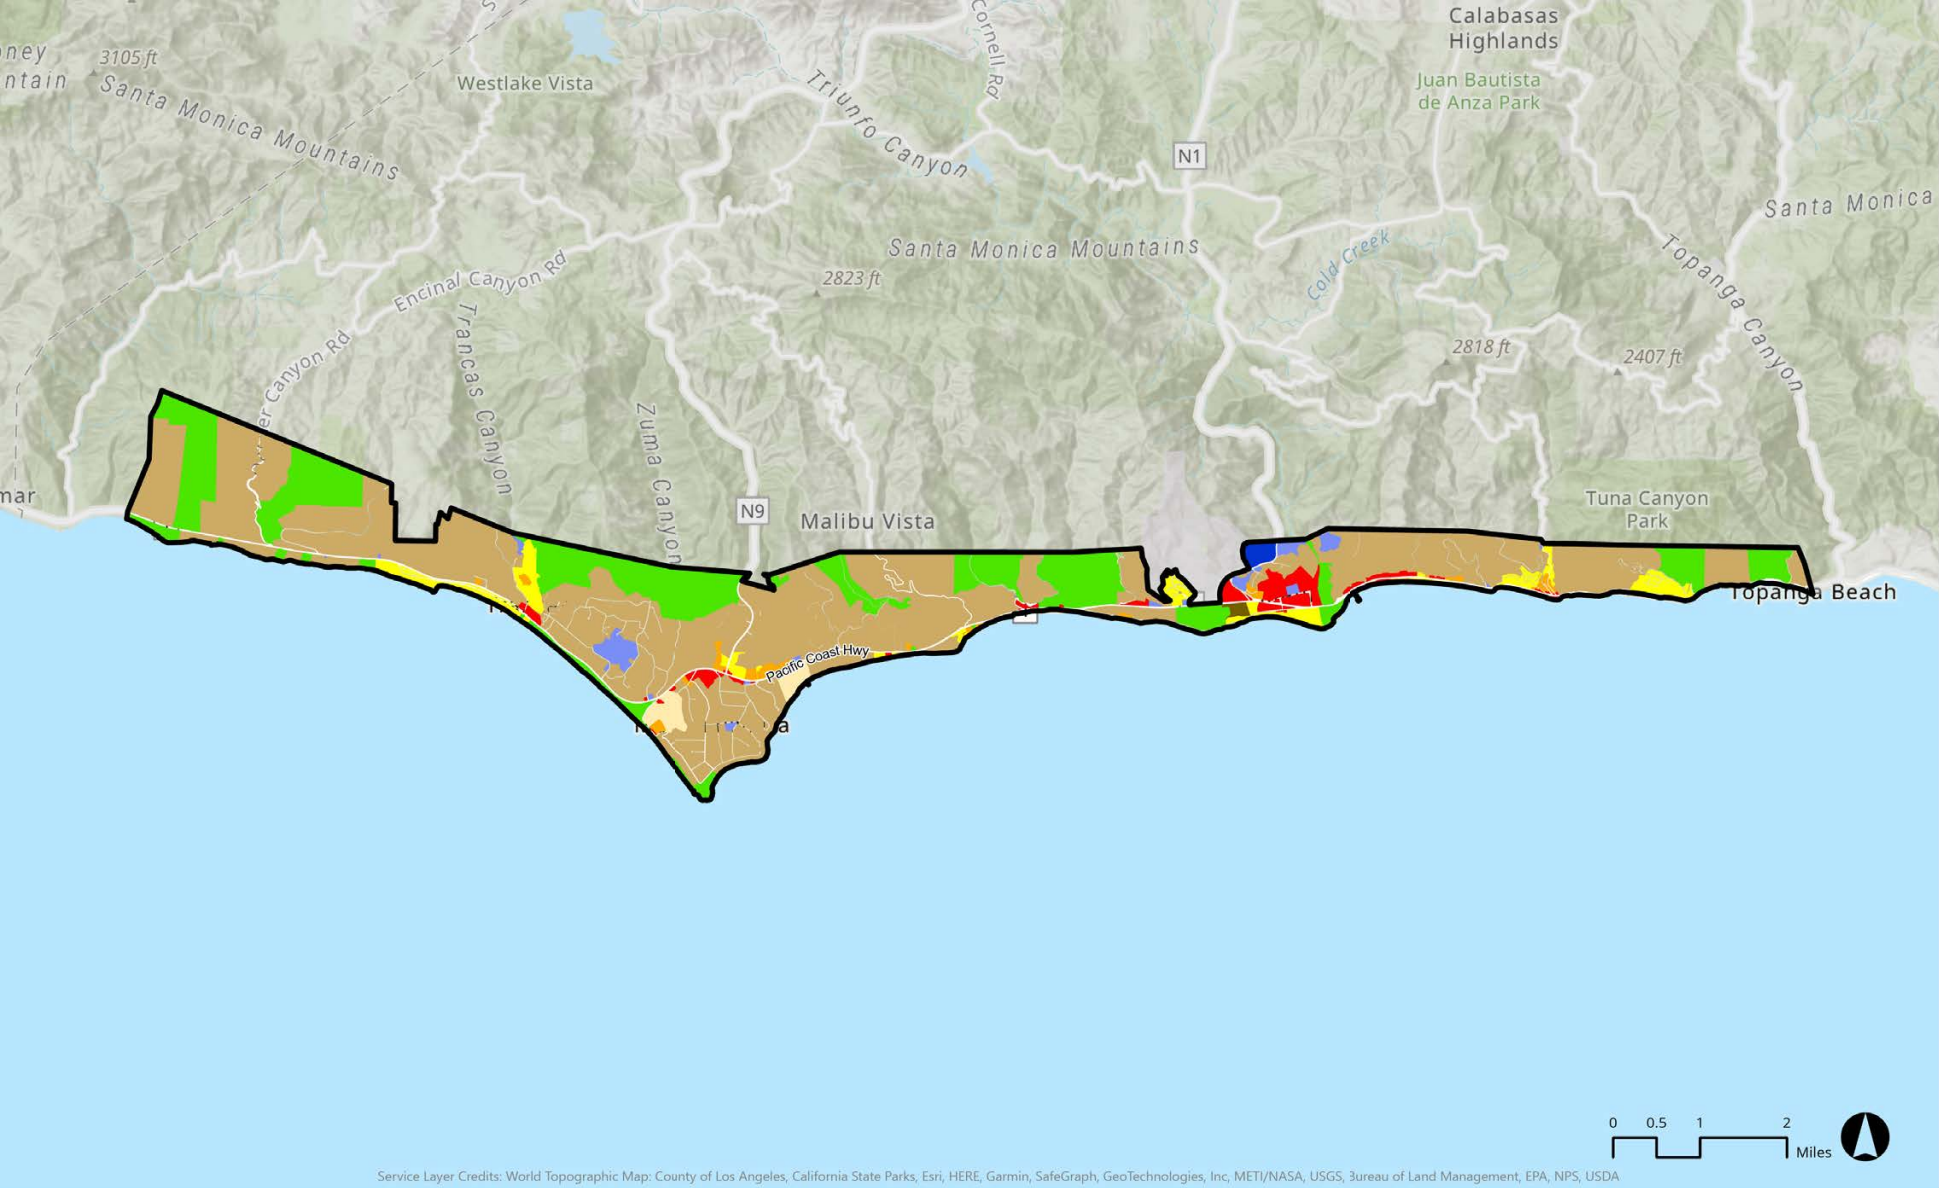 Calabasas
Highlands
3105 ft
Westlake Vista
Cornell Rd
Juan Bautista
de Anza Park
Santa Monica Mountains
Triunfo Canyon
N1
Santa Monica
Santa Monica Mountains
Cold Creek
Topanga Canyon
Encinal Canyon Rd
2823 ft
Trancas Canyon
Canyon Rd
2818 ft
2407 ft
Zuma Canyon
N9
Malibu Vista
Tuna Canyon
Park
Topanga Beach
Pacific Coast Hwy
0 0.5 1 2
Miles
Service Layer Credits: World Topographic Map: County of Los Angeles, California State Parks, Esri, HERE, Garmin, SafeGraph, GeoTechnologies, Inc, METI/NASA, USGS, Bureau of Land Management, EPA, NPS, USDA